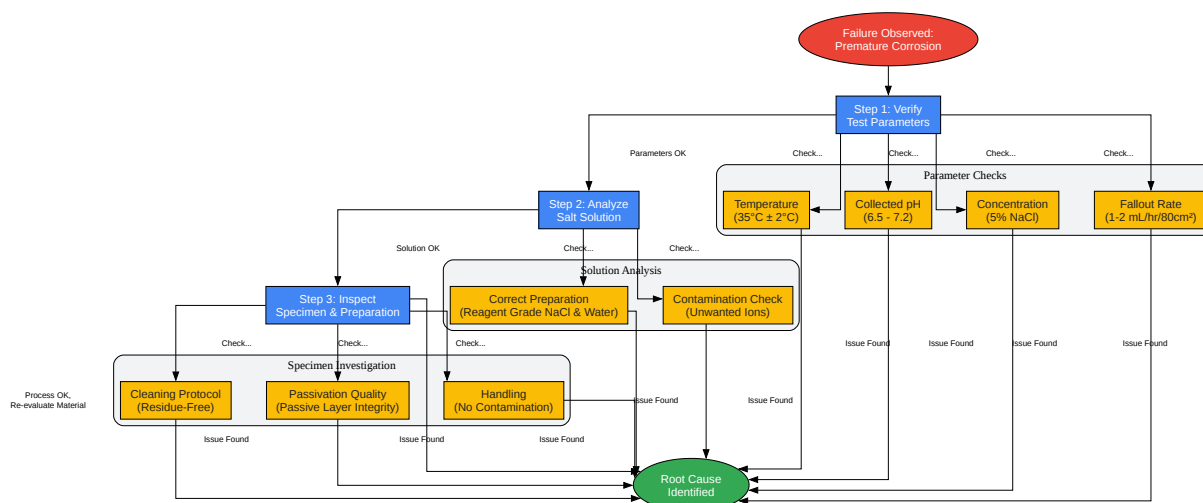 Failure Observed:
Premature Corrosion
Step 1: Verify
Test Parameters
Parameters OK
Check...
Check...
Check...
Check...
Parameter Checks
Temperature
(35°C ± 2°C)
Collected pH
(6.5 - 7.2)
Concentration
(5% NaCl)
Fallout Rate
(1-2 mL/hr/80cm²)
Step 2: Analyze
Salt Solution
Solution OK
Check...
Check...
Solution Analysis
Correct Preparation
(Reagent Grade NaCl & Water)
Contamination Check
(Unwanted Ions)
Step 3: Inspect
Specimen & Preparation
Issue Found
Issue Found
Issue Found
Issue Found
Check...
Check...
Check...
Specimen Investigation
Cleaning Protocol
(Residue-Free)
Passivation Quality
(Passive Layer Integrity)
Handling
(No Contamination)
Process OK,
Re-evaluate Material
Issue Found
Issue Found
Issue Found
Issue Found
Issue Found
Root Cause
Identified